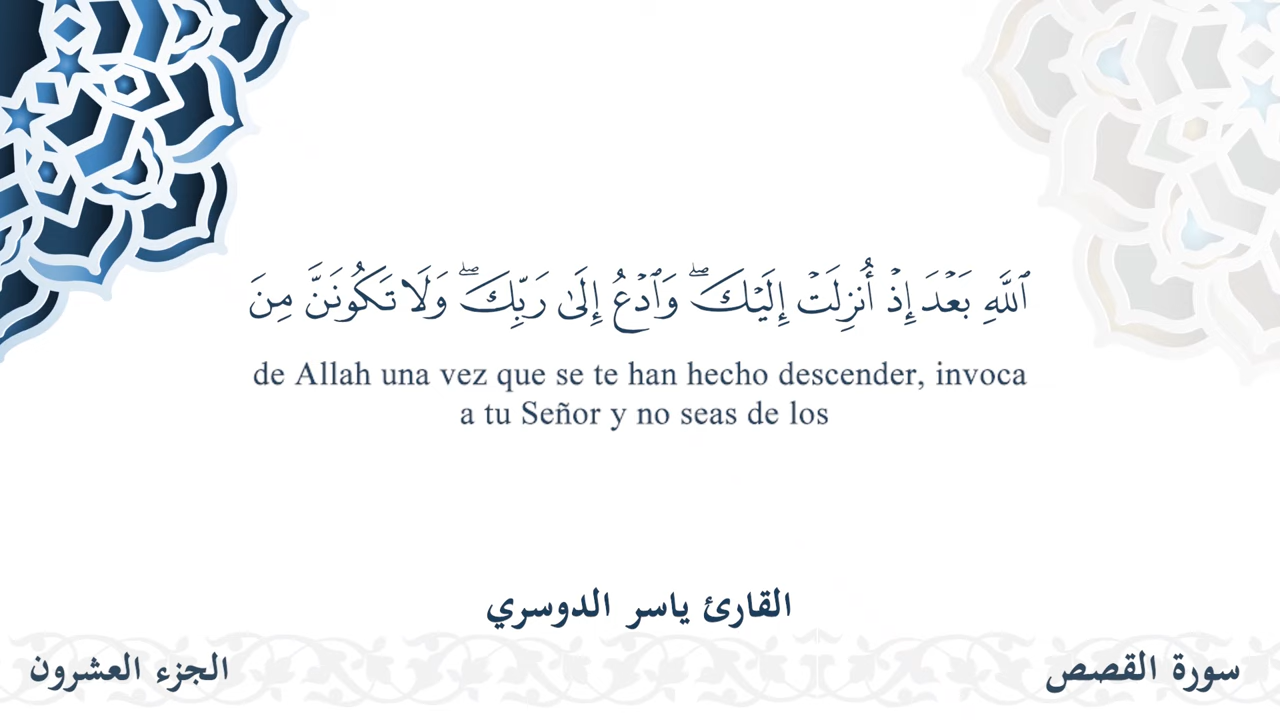 ٱللَّهِ بَعْدَ إِذْ أُنزِلَتْ إِلَيْكَ ۖ وَٱدْعُ إِلَىٰ رَبِّكَ ۖ وَلَا تَكُونَنَّ مِنَ
de Allah una vez que se te han hecho descender, invoca
a tu Señor y no seas de los
القارئ ياسر الدوسري
سورة القصص
الجزء العشرون